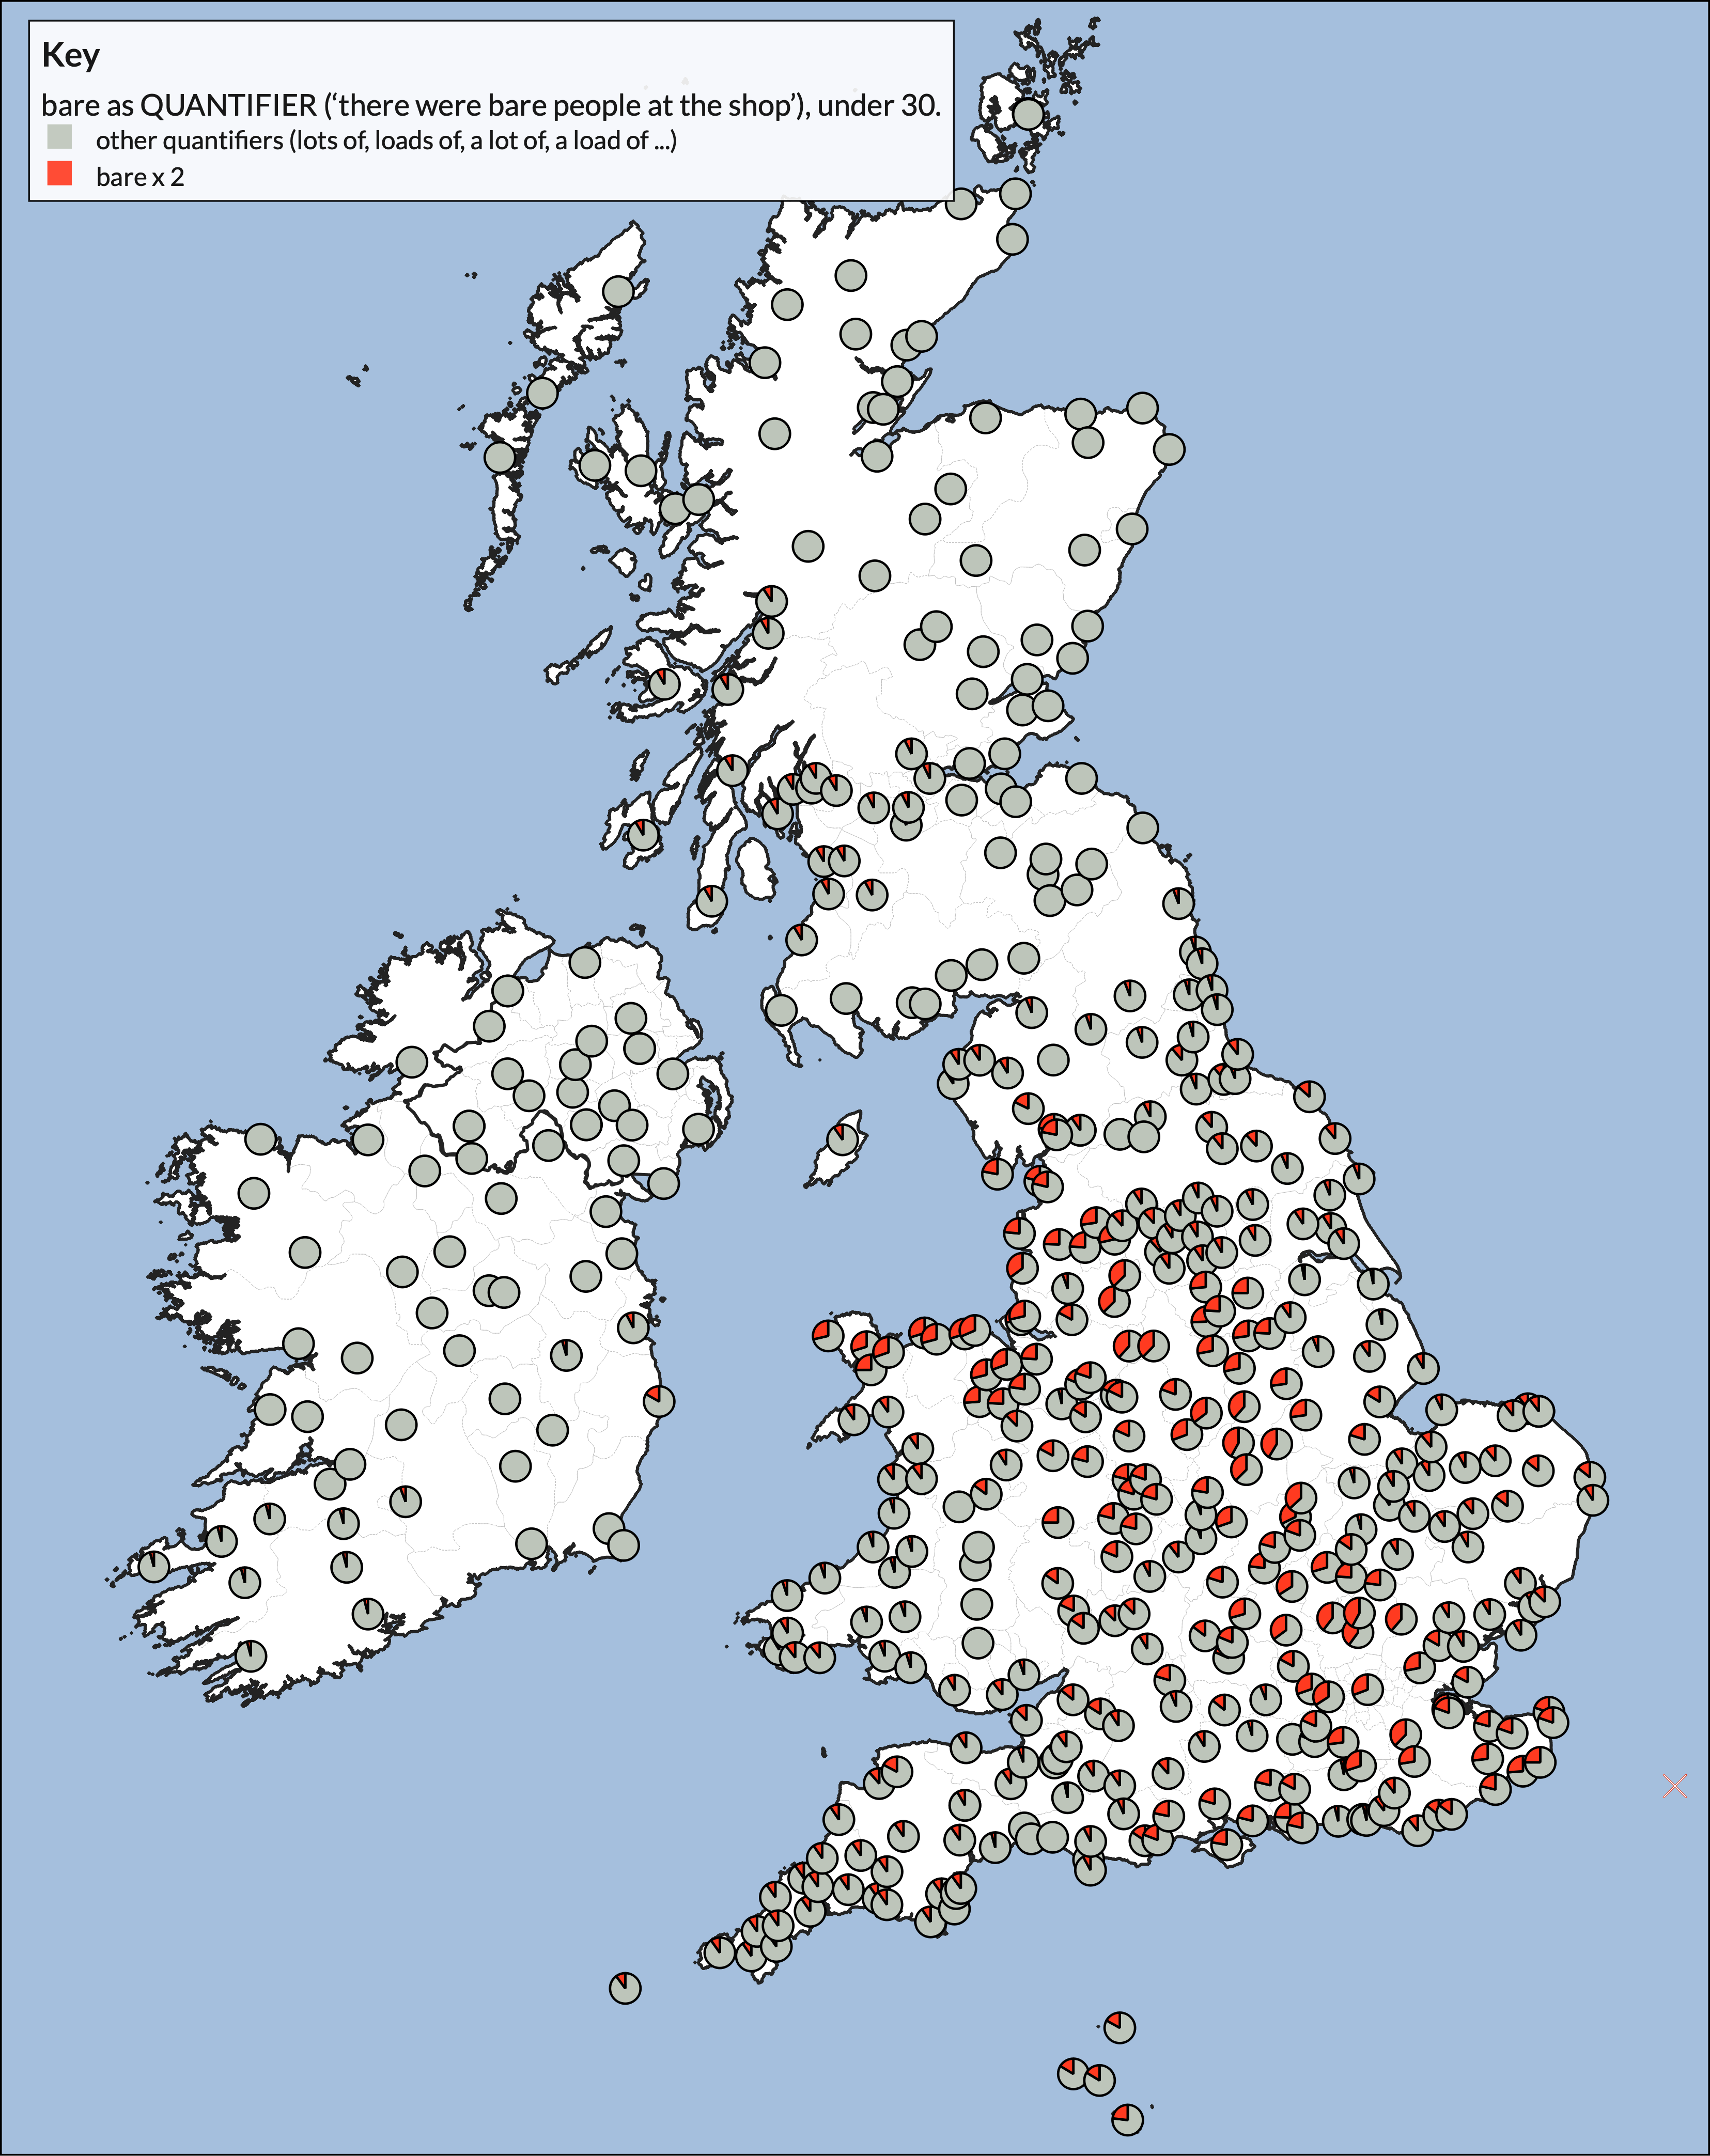 Key
bare as QUANTIFIER (‘there were bare people at the shop’), under 30.
other quantifiers (lots of, loads of, a lot of, a load of ...)
bare x 2